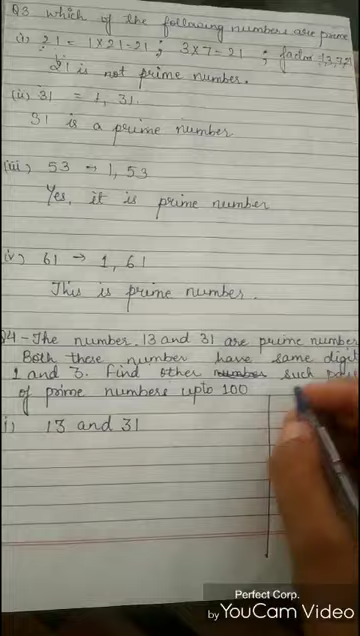 Q3 Which of the following numbers are prime
(i) 21 = 1 × 21 = 21 ; 3 × 7 = 21 ; factor 1,3,7,21
21 is not prime number.
(ii) 31 = 1, 31.
31 is a prime number
(iii) 53 → 1, 53
Yes, it is prime number
iv) 61 → 1, 61
This is prime number.
Q4 - The number 13 and 31 are prime number
Both these number have same digit
1 and 3. Find other such
of prime numbers upto 100
i) 13 and 31
Perfect Corp.
by YouCam Video